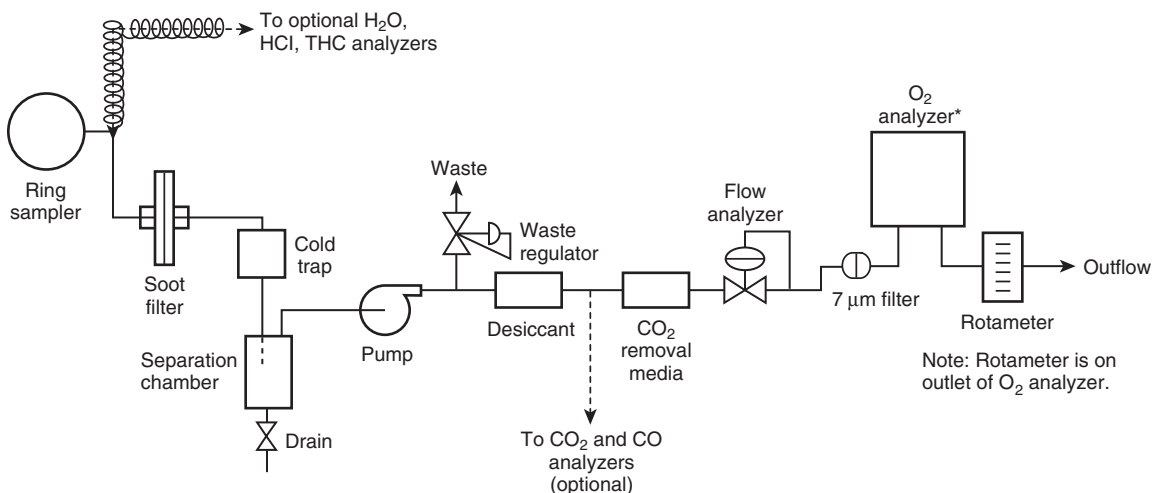 To optional H₂O,
HCl, THC analyzers
Ring
sampler
Soot
filter
Cold
trap
Separation
chamber
Drain
Pump
Waste
Waste
regulator
Desiccant
To CO₂ and CO
analyzers
(optional)
CO₂
removal
media
Flow
analyzer
7 μm filter
O₂
analyzer*
Rotameter
Outflow
Note: Rotameter is on
outlet of O₂ analyzer.